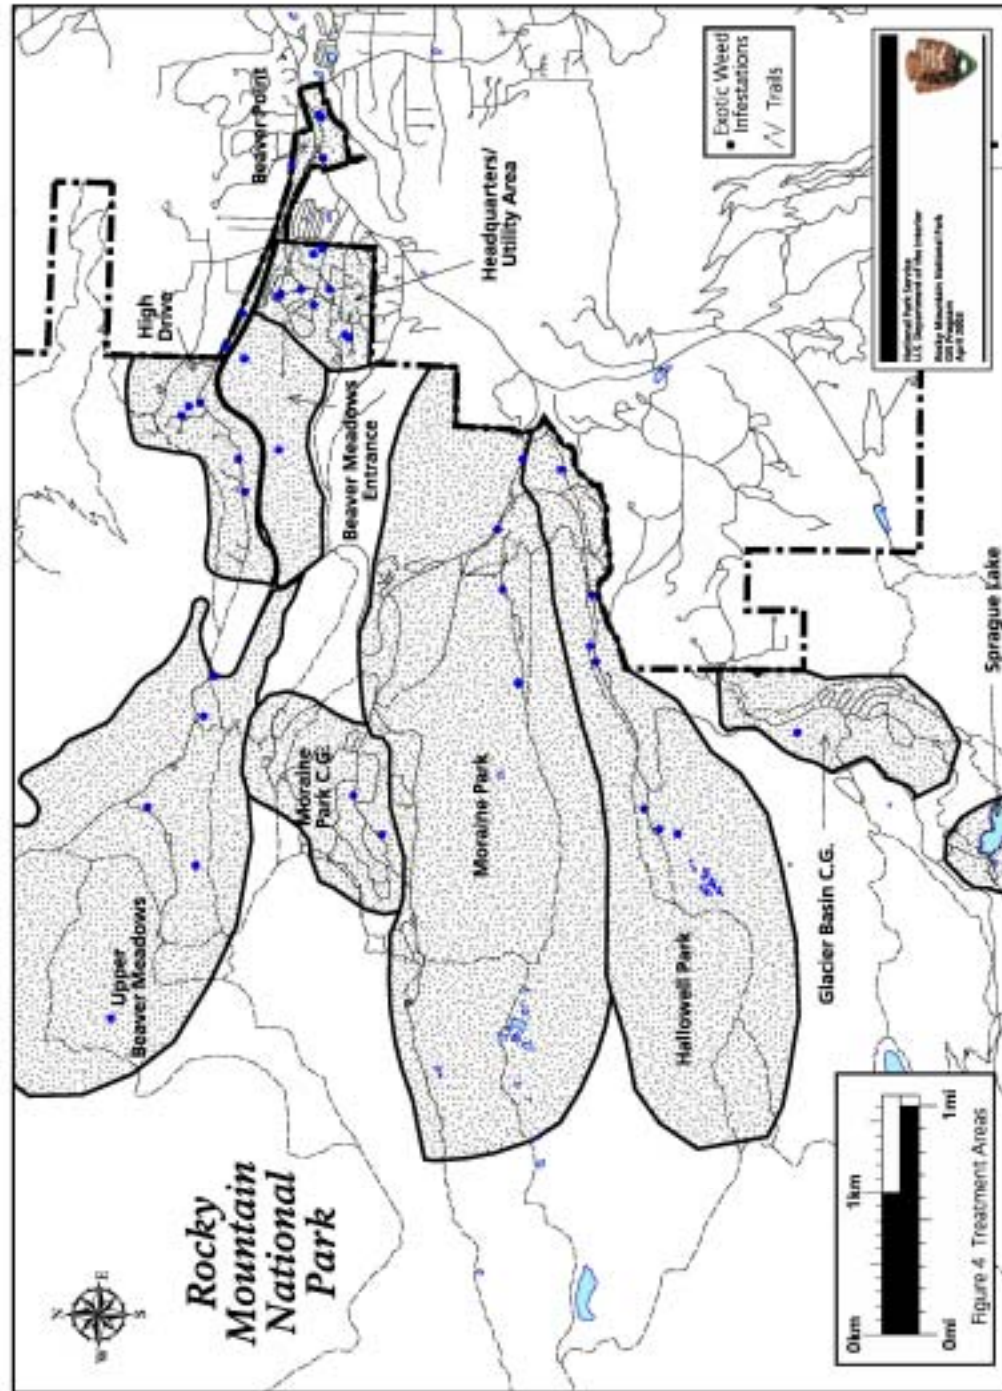 Rocky
Mountain
National
Park
N
E
S
W
Upper
Beaver Meadows
High
Drive
Beaver Point
Beaver Meadows
Entrance
Headquarters/
Utility Area
Moraine
Park C.G.
Moraine Park
Hallowell Park
Glacier Basin C.G.
Sprague Lake
Exotic Weed
Infestations
Trails
National Park Service
U.S. Department of the Interior
Rocky Mountain National Park
GIS Program
0km
1km
0mi
1mi
Figure 4 Treatment Areas